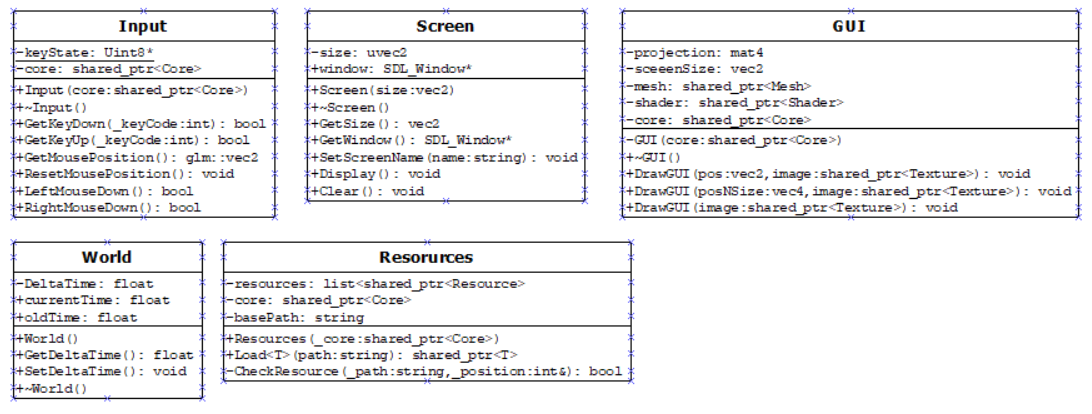 Input
-keyState: Uint8*
-core: shared_ptr<Core>
+Input(core:shared_ptr<Core>)
+~Input()
+GetKeyDown(_keyCode:int): bool
+GetKeyUp(_keyCode:int): bool
+GetMousePosition(): glm::vec2
+ResetMousePosition(): void
+LeftMouseDown(): bool
+RightMouseDown(): bool
Screen
-size: uvec2
+window: SDL_Window*
+Screen(size:vec2)
+~Screen()
+GetSize(): vec2
+GetWindow(): SDL_Window*
+SetScreenName(name:string): void
+Display(): void
+Clear(): void
GUI
-projection: mat4
-sceeenSize: vec2
-mesh: shared_ptr<Mesh>
-shader: shared_ptr<Shader>
-core: shared_ptr<Core>
-GUI(core:shared_ptr<Core>)
+~GUI()
+DrawGUI(pos:vec2,image:shared_ptr<Texture>): void
+DrawGUI(posNSize:vec4,image:shared_ptr<Texture>): void
+DrawGUI(image:shared_ptr<Texture>): void
World
-DeltaTime: float
+currentTime: float
+oldTime: float
+World()
+GetDeltaTime(): float
+SetDeltaTime(): void
+~World()
Resorurces
-resources: list<shared_ptr<Resource>
-core: shared_ptr<Core>
-basePath: string
+Resources(_core:shared_ptr<Core>)
+Load<T>(path:string): shared_ptr<T>
-CheckResource(_path:string,_position:int&): bool